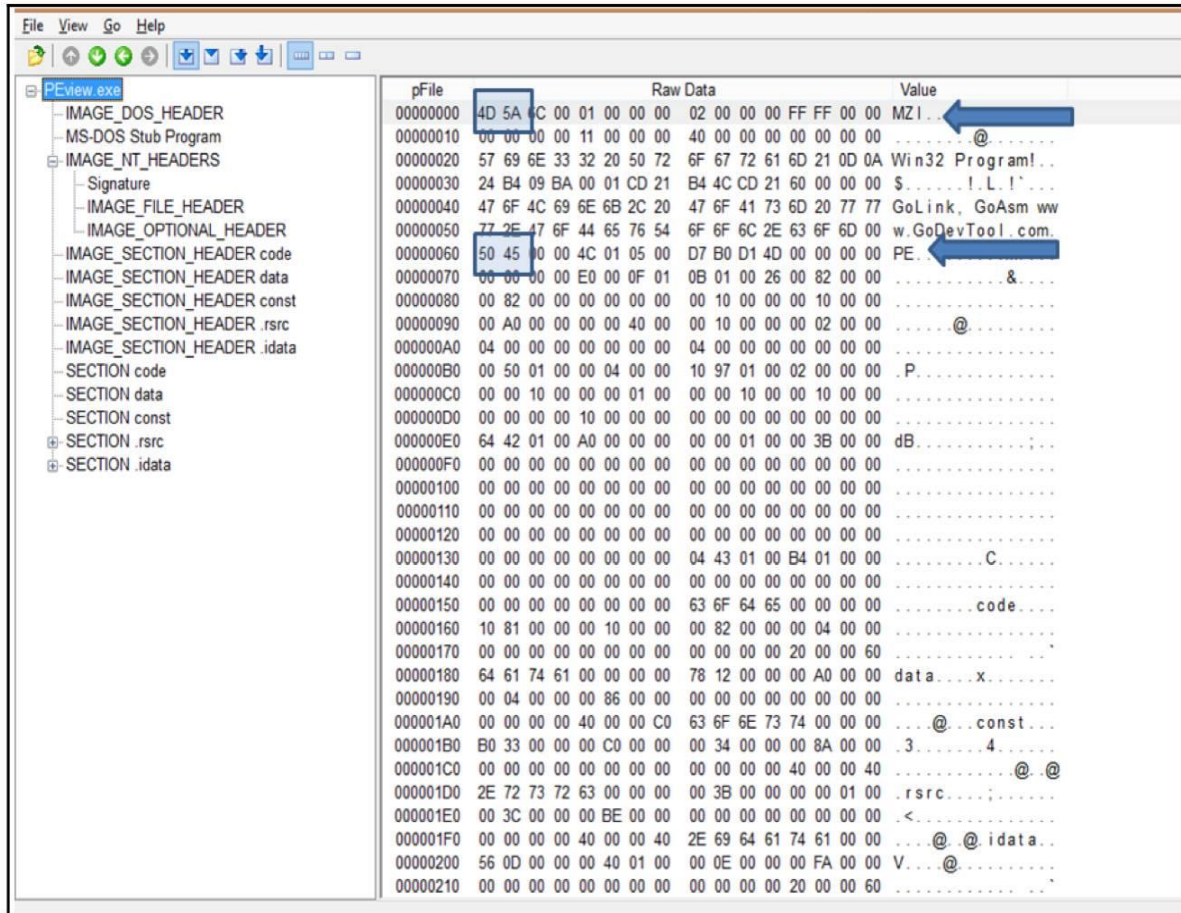 File View Go Help
PEview.exe
IMAGE_DOS_HEADER
MS-DOS Stub Program
IMAGE_NT_HEADERS
Signature
IMAGE_FILE_HEADER
IMAGE_OPTIONAL_HEADER
IMAGE_SECTION_HEADER code
IMAGE_SECTION_HEADER data
IMAGE_SECTION_HEADER const
IMAGE_SECTION_HEADER .rsrc
IMAGE_SECTION_HEADER .idata
SECTION code
SECTION data
SECTION const
SECTION .rsrc
SECTION .idata
pFile Raw Data Value
00000000 4D 5A 6C 00 01 00 00 00 02 00 00 00 FF FF 00 00 MZl..
00000010 00 00 00 00 11 00 00 00 40 00 00 00 00 00 00 00 ........@.......
00000020 57 69 6E 33 32 20 50 72 6F 67 72 61 6D 21 0D 0A Win32 Program!..
00000030 24 B4 09 BA 00 01 CD 21 B4 4C CD 21 60 00 00 00 $......!.L.!`...
00000040 47 6F 4C 69 6E 6B 2C 20 47 6F 41 73 6D 20 77 77 GoLink, GoAsm ww
00000050 77 2E 47 6F 44 65 76 54 6F 6F 6C 2E 63 6F 6D 00 w.GoDevTool.com.
00000060 50 45 00 00 4C 01 05 00 D7 B0 D1 4D 00 00 00 00 PE..
00000070 00 00 00 00 E0 00 0F 01 0B 01 00 26 00 82 00 00 ...........&....
00000080 00 82 00 00 00 00 00 00 00 10 00 00 00 10 00 00 ................
00000090 00 A0 00 00 00 00 40 00 00 10 00 00 00 02 00 00 ......@.........
000000A0 04 00 00 00 00 00 00 00 04 00 00 00 00 00 00 00 ................
000000B0 00 50 01 00 00 04 00 00 10 97 01 00 02 00 00 00 .P..............
000000C0 00 00 10 00 00 00 01 00 00 00 10 00 00 10 00 00 ................
000000D0 00 00 00 00 10 00 00 00 00 00 00 00 00 00 00 00 ................
000000E0 64 42 01 00 A0 00 00 00 00 00 01 00 00 3B 00 00 dB...........;..
000000F0 00 00 00 00 00 00 00 00 00 00 00 00 00 00 00 00 ................
00000100 00 00 00 00 00 00 00 00 00 00 00 00 00 00 00 00 ................
00000110 00 00 00 00 00 00 00 00 00 00 00 00 00 00 00 00 ................
00000120 00 00 00 00 00 00 00 00 00 00 00 00 00 00 00 00 ................
00000130 00 00 00 00 00 00 00 00 04 43 01 00 B4 01 00 00 .........C......
00000140 00 00 00 00 00 00 00 00 00 00 00 00 00 00 00 00 ................
00000150 00 00 00 00 00 00 00 00 63 6F 64 65 00 00 00 00 ........code....
00000160 10 81 00 00 00 10 00 00 00 82 00 00 00 04 00 00 ................
00000170 00 00 00 00 00 00 00 00 00 00 00 00 20 00 00 60 ............ ..`
00000180 64 61 74 61 00 00 00 00 78 12 00 00 00 A0 00 00 data....x.......
00000190 00 04 00 00 00 86 00 00 00 00 00 00 00 00 00 00 ................
000001A0 00 00 00 00 40 00 00 C0 63 6F 6E 73 74 00 00 00 ....@...const...
000001B0 B0 33 00 00 00 C0 00 00 00 34 00 00 00 8A 00 00 .3.......4......
000001C0 00 00 00 00 00 00 00 00 00 00 00 00 40 00 00 40 ............@..@
000001D0 2E 72 73 72 63 00 00 00 00 3B 00 00 00 00 01 00 .rsrc....;......
000001E0 00 3C 00 00 00 BE 00 00 00 00 00 00 00 00 00 00 .<..............
000001F0 00 00 00 00 40 00 00 40 2E 69 64 61 74 61 00 00 ....@..@.idata..
00000200 56 0D 00 00 00 40 01 00 00 0E 00 00 00 FA 00 00 V....@..........
00000210 00 00 00 00 00 00 00 00 00 00 00 00 20 00 00 60 ............ ..`